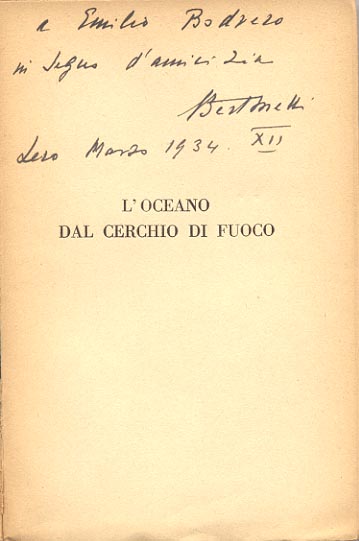 a Emilio Bodrero
in segno d'amicizia
Bertonelli
Lero Marzo 1934. XII
L'OCEANO
DAL CERCHIO DI FUOCO